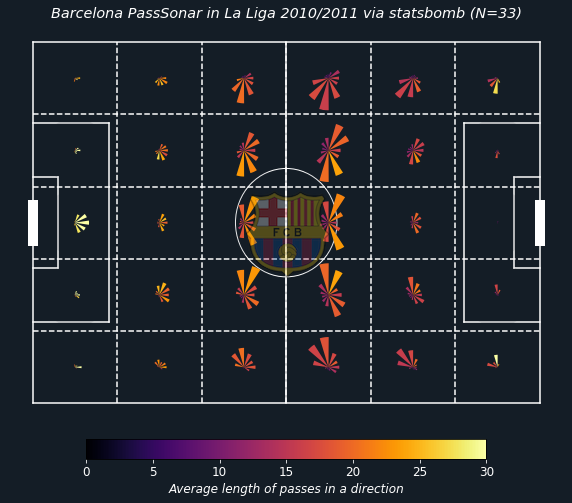 Barcelona PassSonar in La Liga 2010/2011 via statsbomb (N=33)
FCB
0 5 10 15 20 25 30
Average length of passes in a direction